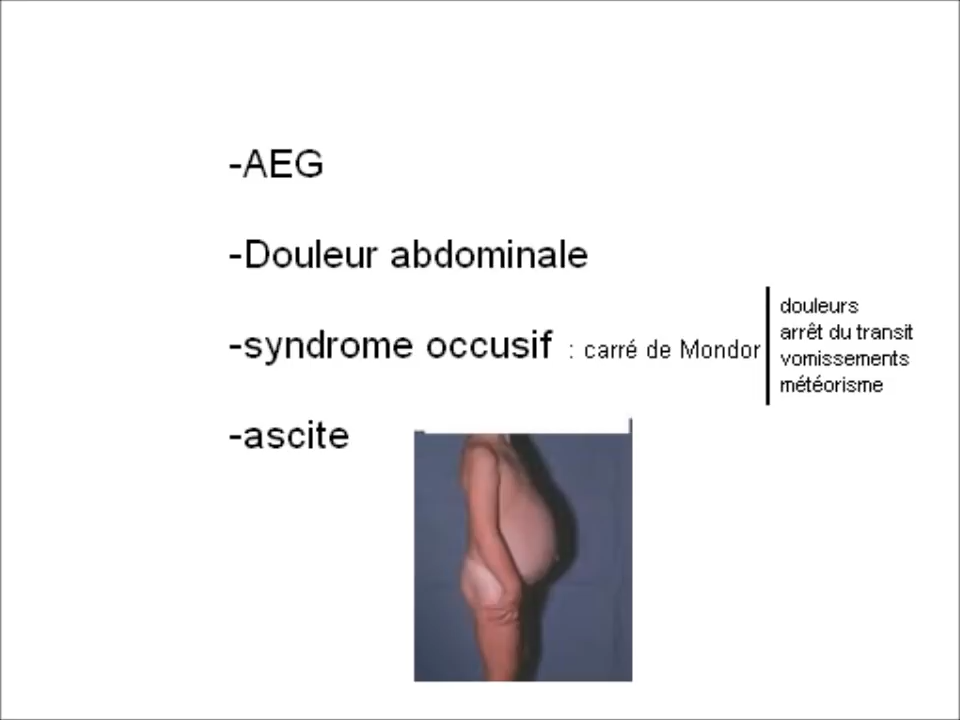 -AEG
-Douleur abdominale
-syndrome occusif : carré de Mondor
douleurs
arrêt du transit
vomissements
météorisme
-ascite